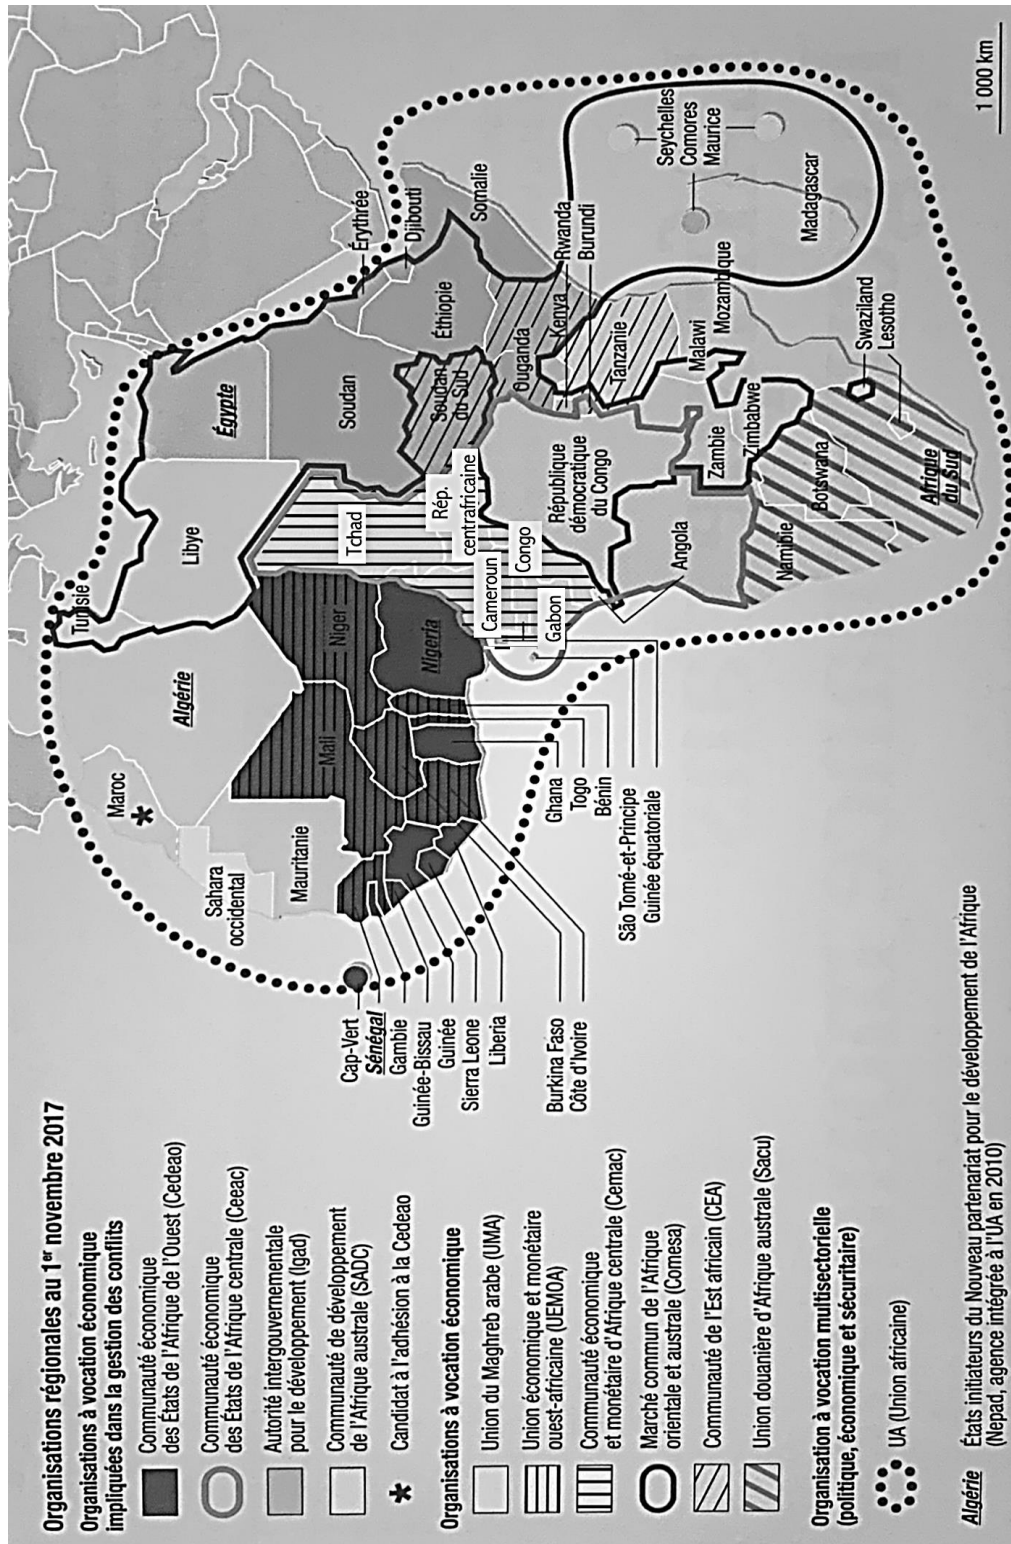 Organisations régionales au 1er novembre 2017
Organisations à vocation économique
impliquées dans la gestion des conflits
Communauté économique
des États de l'Afrique de l'Ouest (Cedeao)
Communauté économique
des États de l'Afrique Centrale (Ceeac)
Autorité intergouvernementale
pour le développement (Igad)
Communauté de développement
de l'Afrique australe (SADC)
Candidat à l'adhésion à la Cedeao
Organisations à vocation économique
Union du Maghreb arabe (UMA)
Union économique et monétaire
ouest-africaine (UEMOA)
Communauté économique
et monétaire d'Afrique centrale (Cemac)
Marché commun de l'Afrique
orientale et australe (Comesa)
Communauté de l'Est africain (CEA)
Union douanière d'Afrique australe (Sacu)
Organisation à vocation multisectorielle
(politique, économique et sécuritaire)
UA (Union africaine)
Algérie
États initiateurs du Nouveau partenariat pour le développement de l'Afrique
(Nepad, agence intégrée à l'UA en 2010)
Tunisie
Maroc
Algérie
Libye
Égypte
Sahara
occidental
Mauritanie
Mali
Niger
Tchad
Soudan
Érythrée
Djibouti
Cap-Vert
Sénégal
Gambie
Guinée-Bissau
Guinée
Sierra Leone
Liberia
Burkina Faso
Côte d'Ivoire
Ghana
Togo
Bénin
Nigeria
São Tomé-et-Principe
Guinée équatoriale
Cameroun
Rép.
centrafricaine
Congo
Gabon
Soudan
du Sud
Éthiopie
Somalie
Ouganda
Kenya
Rwanda
Burundi
République
démocratique
du Congo
Tanzanie
Angola
Zambie
Malawi
Mozambique
Zimbabwe
Namibie
Botswana
Afrique
du Sud
Swaziland
Lesotho
Seychelles
Comores
Maurice
Madagascar
1 000 km